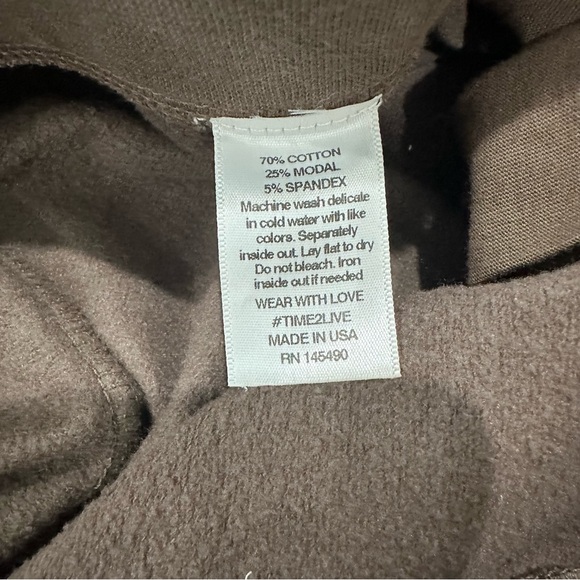 70% COTTON
25% MODAL
5% SPANDEX
Machine wash delicate
in cold water with like
colors. Separately
inside out. Lay flat to dry
Do not bleach. Iron
inside out if needed
WEAR WITH LOVE
#TIME2LIVE
MADE IN USA
RN 145490